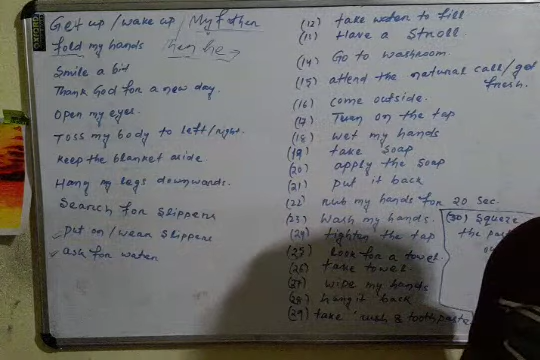 OXFORD
Get up / wake up / My father
fold my hands then he →
Smile a bit
Thank God for a new day.
Open my eyes.
Toss my body to left/right.
Keep the blanket aside.
Hang my legs downwards.
Search for slippers
Put on / wear slippers
ask for water
(12) take water to fill
(13) Have a stroll
(14) Go to washroom
(15) attend the natural call/get
fresh.
(16) come outside.
(17) Turn on the tap
(18) wet my hands
(19) take soap
(20) apply the soap
(21) put it back
(22) rub my hands for 20 sec
(23) wash my hands.
(24) tighten the tap
(25) look for a towel
(26) take towel
(27) wipe my hands
(28) hang it back
(29) take rush & toothpaste
(30) squeze
the